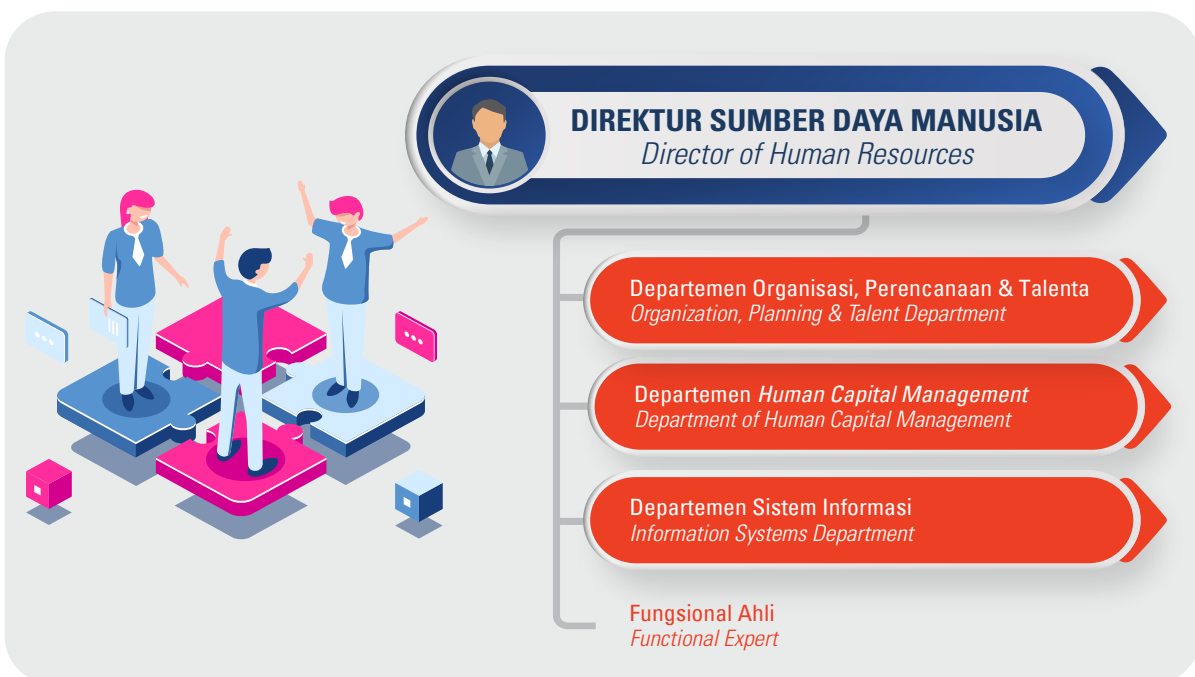 DIREKTUR SUMBER DAYA MANUSIA
Director of Human Resources
Departemen Organisasi, Perencanaan & Talenta
Organization, Planning & Talent Department
Departemen Human Capital Management
Department of Human Capital Management
Departemen Sistem Informasi
Information Systems Department
Fungsional Ahli
Functional Expert